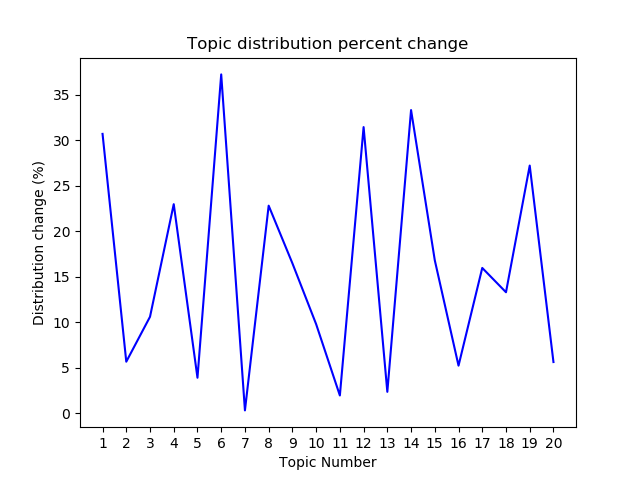 Topic distribution percent change
Distribution change (%)
35
30
25
20
15
10
5
0
1 2 3 4 5 6 7 8 9 10 11 12 13 14 15 16 17 18 19 20
Topic Number